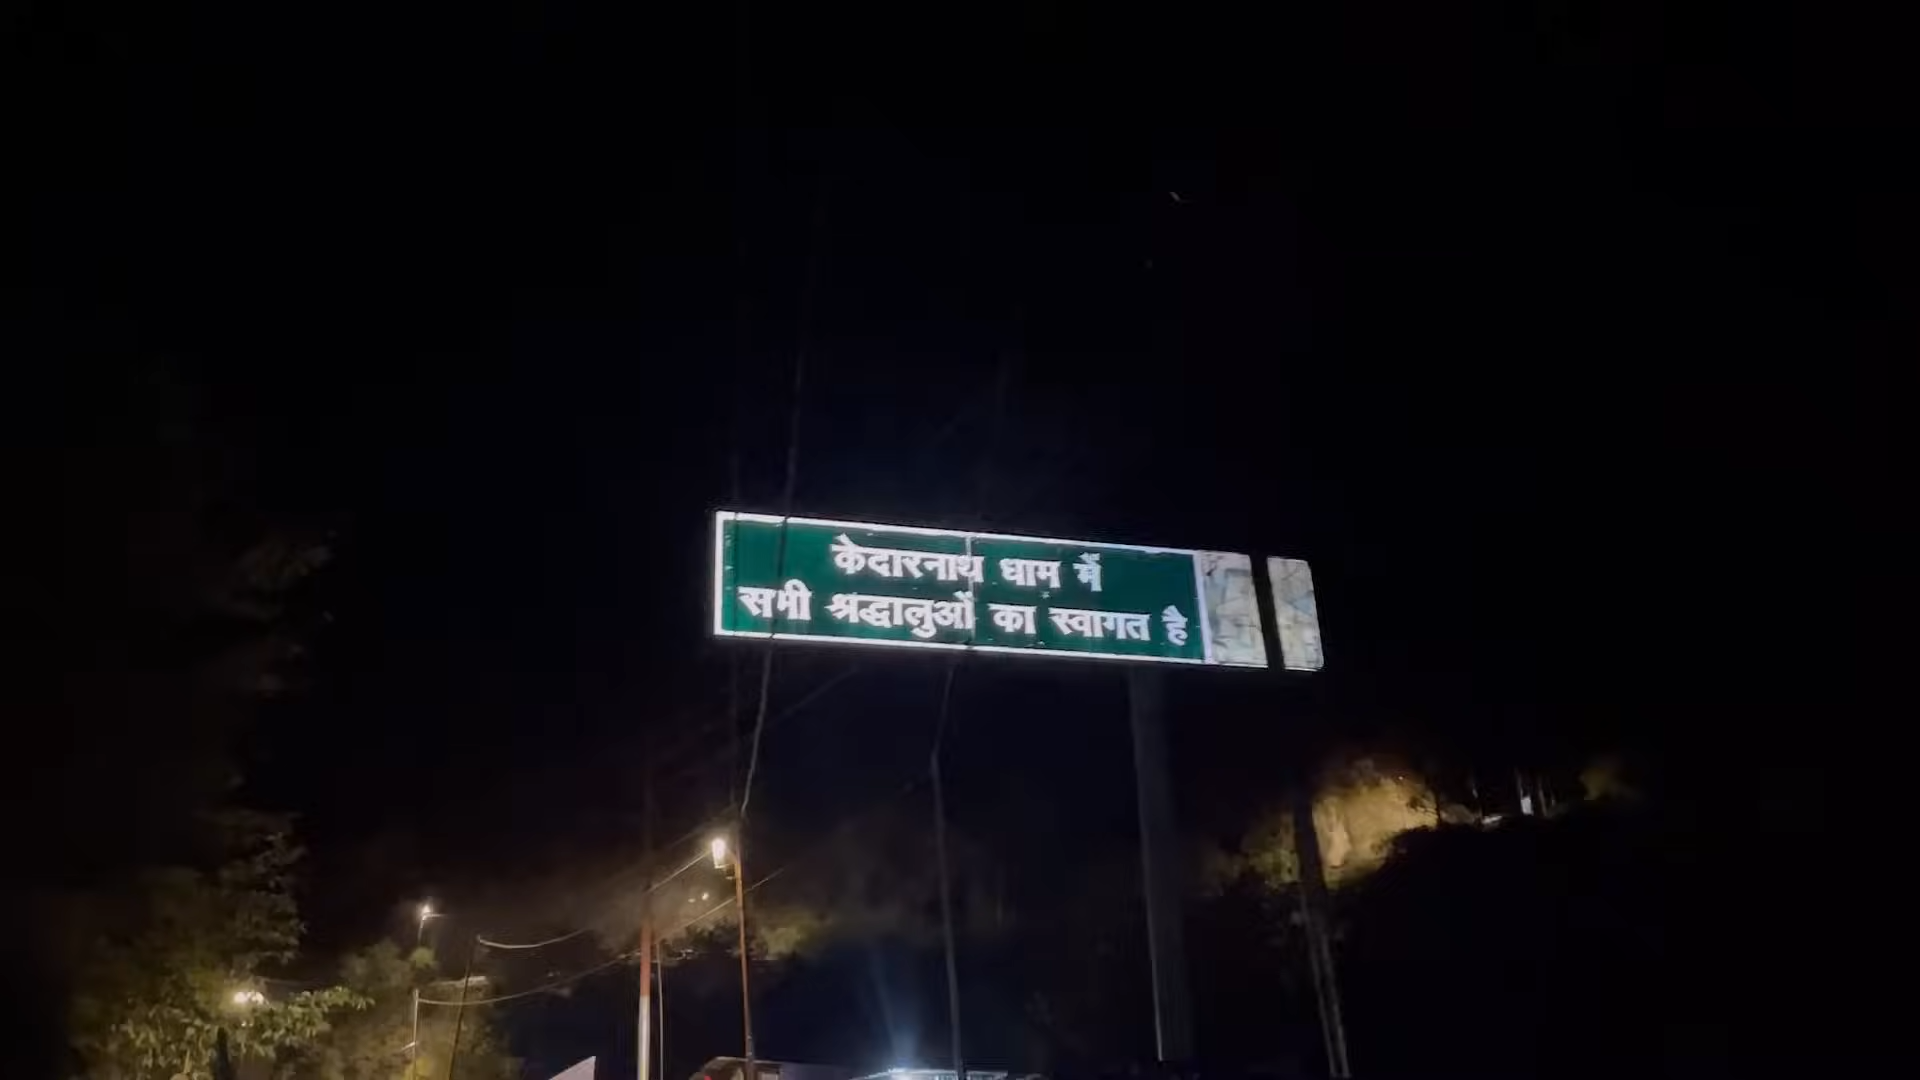 केदारनाथ धाम में
सभी श्रद्धालुओं का स्वागत है